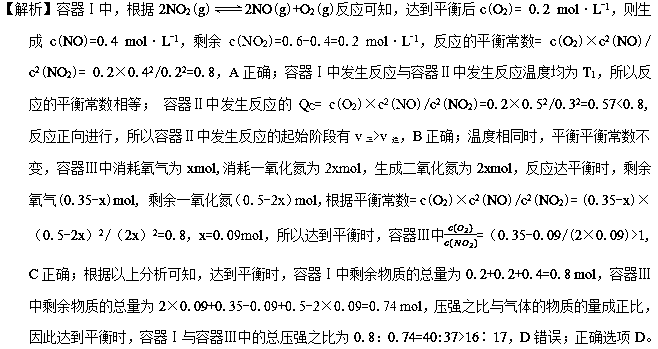 【解析】容器Ⅰ中，根据 2NO₂(g) ⇌ 2NO(g)+O₂(g)反应可知，达到平衡后 c(O₂)= 0.2 mol·L⁻¹，则生
成 c(NO)=0.4 mol·L⁻¹，剩余 c(NO₂)=0.6-0.4=0.2 mol·L⁻¹，反应的平衡常数= c(O₂)×c²(NO)/
c²(NO₂)= 0.2×0.4²/0.2²=0.8，A 正确；容器Ⅰ中发生反应与容器Ⅱ中发生反应温度均为 T₁，所以反
应的平衡常数相等； 容器Ⅱ中发生反应的 Qc= c(O₂)×c²(NO)/c²(NO₂)=0.2×0.5²/0.3²=0.57<0.8,
反应正向进行，所以容器Ⅱ中发生反应的起始阶段有 v正>v逆，B 正确；温度相同时，平衡平衡常数不
变，容器Ⅲ中消耗氧气为 xmol,消耗一氧化氮为 2xmol，生成二氧化氮为 2xmol，反应达平衡时，剩余
氧气(0.35-x)mol, 剩余一氧化氮(0.5-2x)mol,根据平衡常数= c(O₂)×c²(NO)/c²(NO₂)= (0.35-x)×
(0.5-2x)²/(2x)²=0.8，x=0.09mol，所以达到平衡时，容器Ⅲ中c(O₂)/c(NO₂)=(0.35-0.09/(2×0.09)>1,
C 正确；根据以上分析可知，达到平衡时，容器Ⅰ中剩余物质的总量为 0.2+0.2+0.4=0.8 mol，容器Ⅲ
中剩余物质的总量为 2×0.09+0.35-0.09+0.5-2×0.09=0.74 mol，压强之比与气体的物质的量成正比，
因此达到平衡时，容器Ⅰ与容器Ⅲ中的总压强之比为 0.8：0.74=40:37>16∶17，D 错误；正确选项 D。